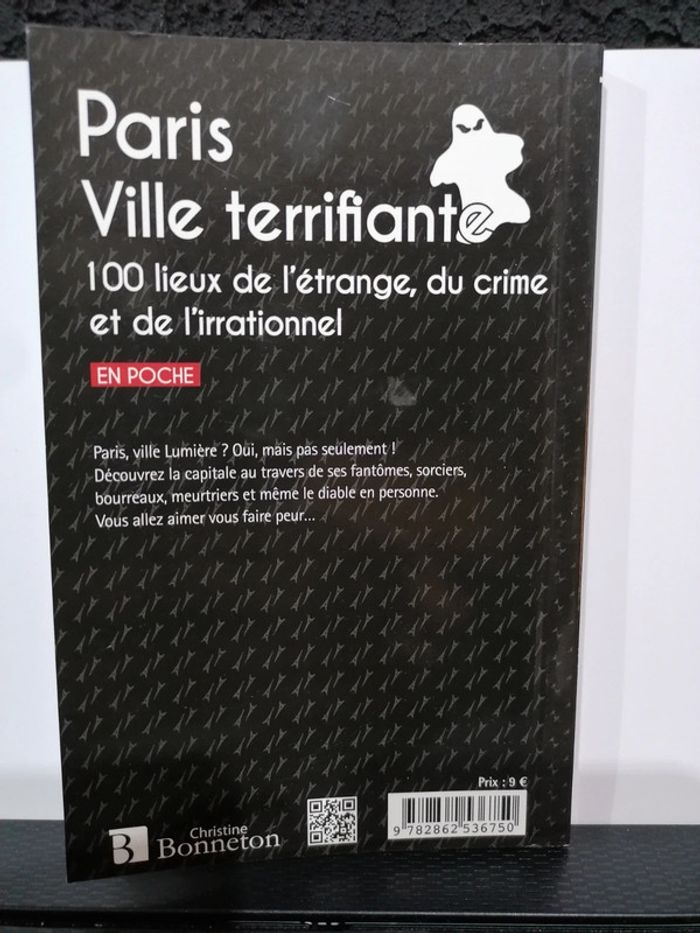 Paris
Ville terrifiante
100 lieux de l'étrange, du crime
et de l'irrationnel
EN POCHE
Paris, ville Lumière ? Oui, mais pas seulement !
Découvrez la capitale au travers de ses fantômes, sorciers,
bourreaux, meurtriers et même le diable en personne.
Vous allez aimer vous faire peur...
Prix : 9 €
9 782862 536750
B
Christine
Bonneton